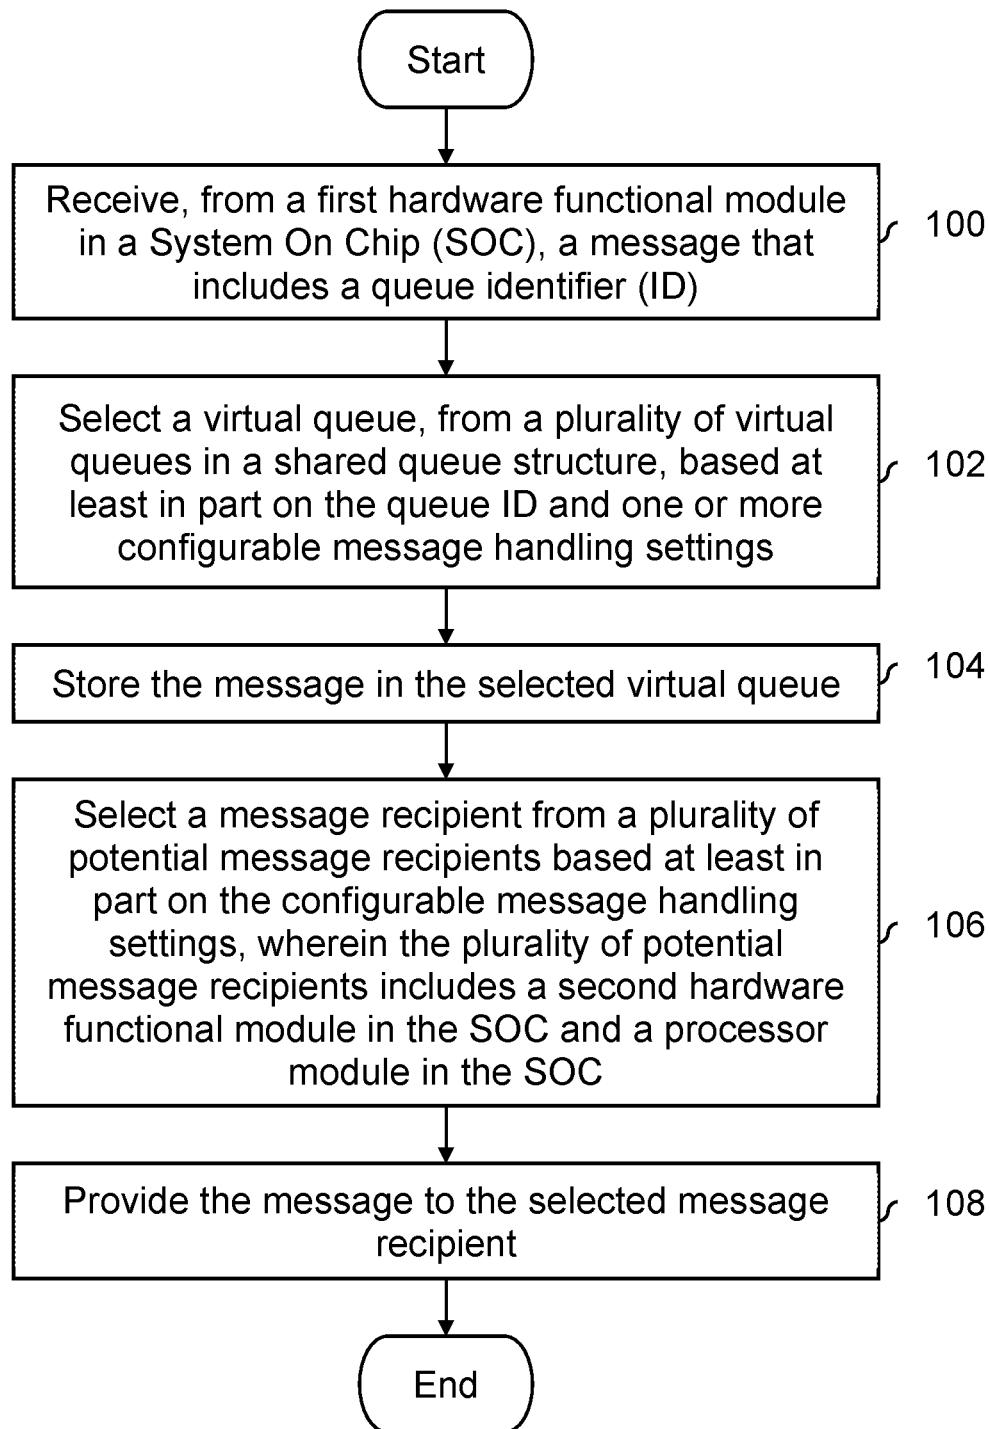 Start
Receive, from a first hardware functional module
in a System On Chip (SOC), a message that
includes a queue identifier (ID)
100
Select a virtual queue, from a plurality of virtual
queues in a shared queue structure, based at
least in part on the queue ID and one or more
configurable message handling settings
102
Store the message in the selected virtual queue
104
Select a message recipient from a plurality of
potential message recipients based at least in
part on the configurable message handling
settings, wherein the plurality of potential
message recipients includes a second hardware
functional module in the SOC and a processor
module in the SOC
106
Provide the message to the selected message
recipient
108
End